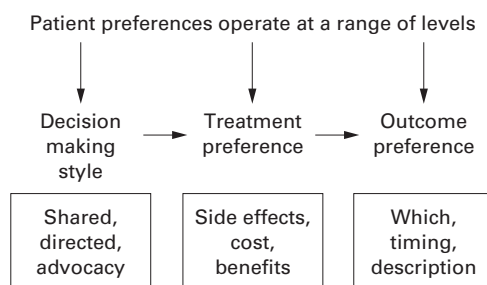 Patient preferences operate at a range of levels
Decision
making
style
Treatment
preference
Outcome
preference
Shared,
directed,
advocacy
Side effects,
cost,
benefits
Which,
timing,
description